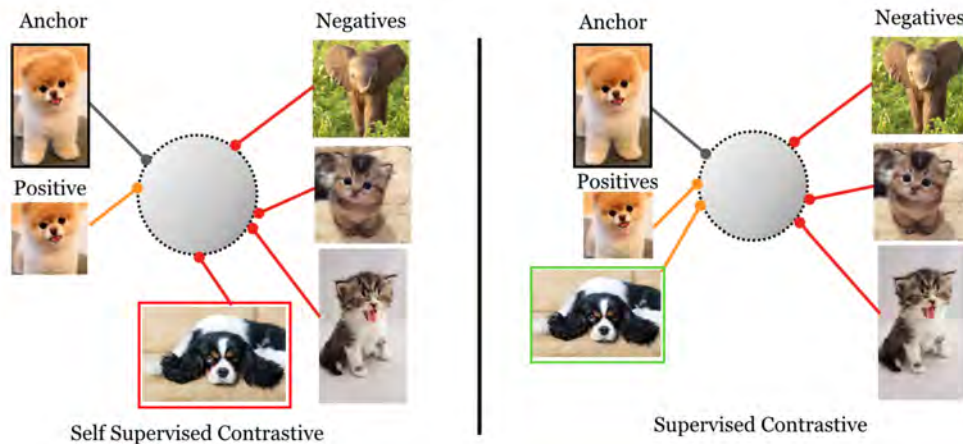 Anchor
Negatives
Positive
Self Supervised Contrastive
Anchor
Negatives
Positives
Supervised Contrastive